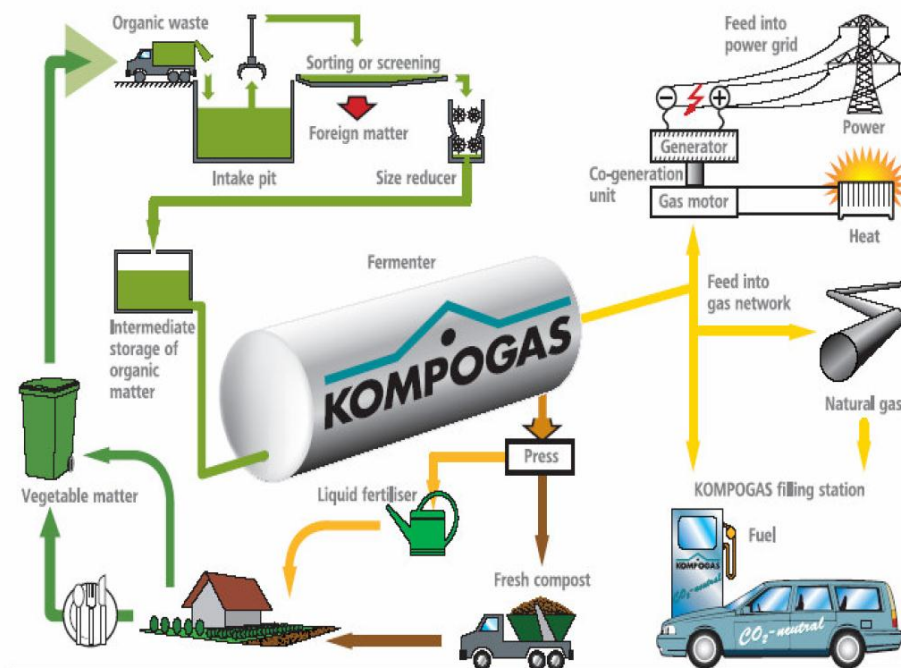 Organic waste
Sorting or screening
Foreign matter
Intake pit
Size reducer
Feed into
power grid
Power
Generator
Co-generation
unit
Gas motor
Heat
Fermenter
Feed into
gas network
Intermediate
storage of
organic
matter
KOMPOGAS
Natural gas
Press
Vegetable matter
Liquid fertiliser
KOMPOGAS filling station
Fuel
KOMPOGAS
CO₂-neutral
Fresh compost
CO₂-neutral